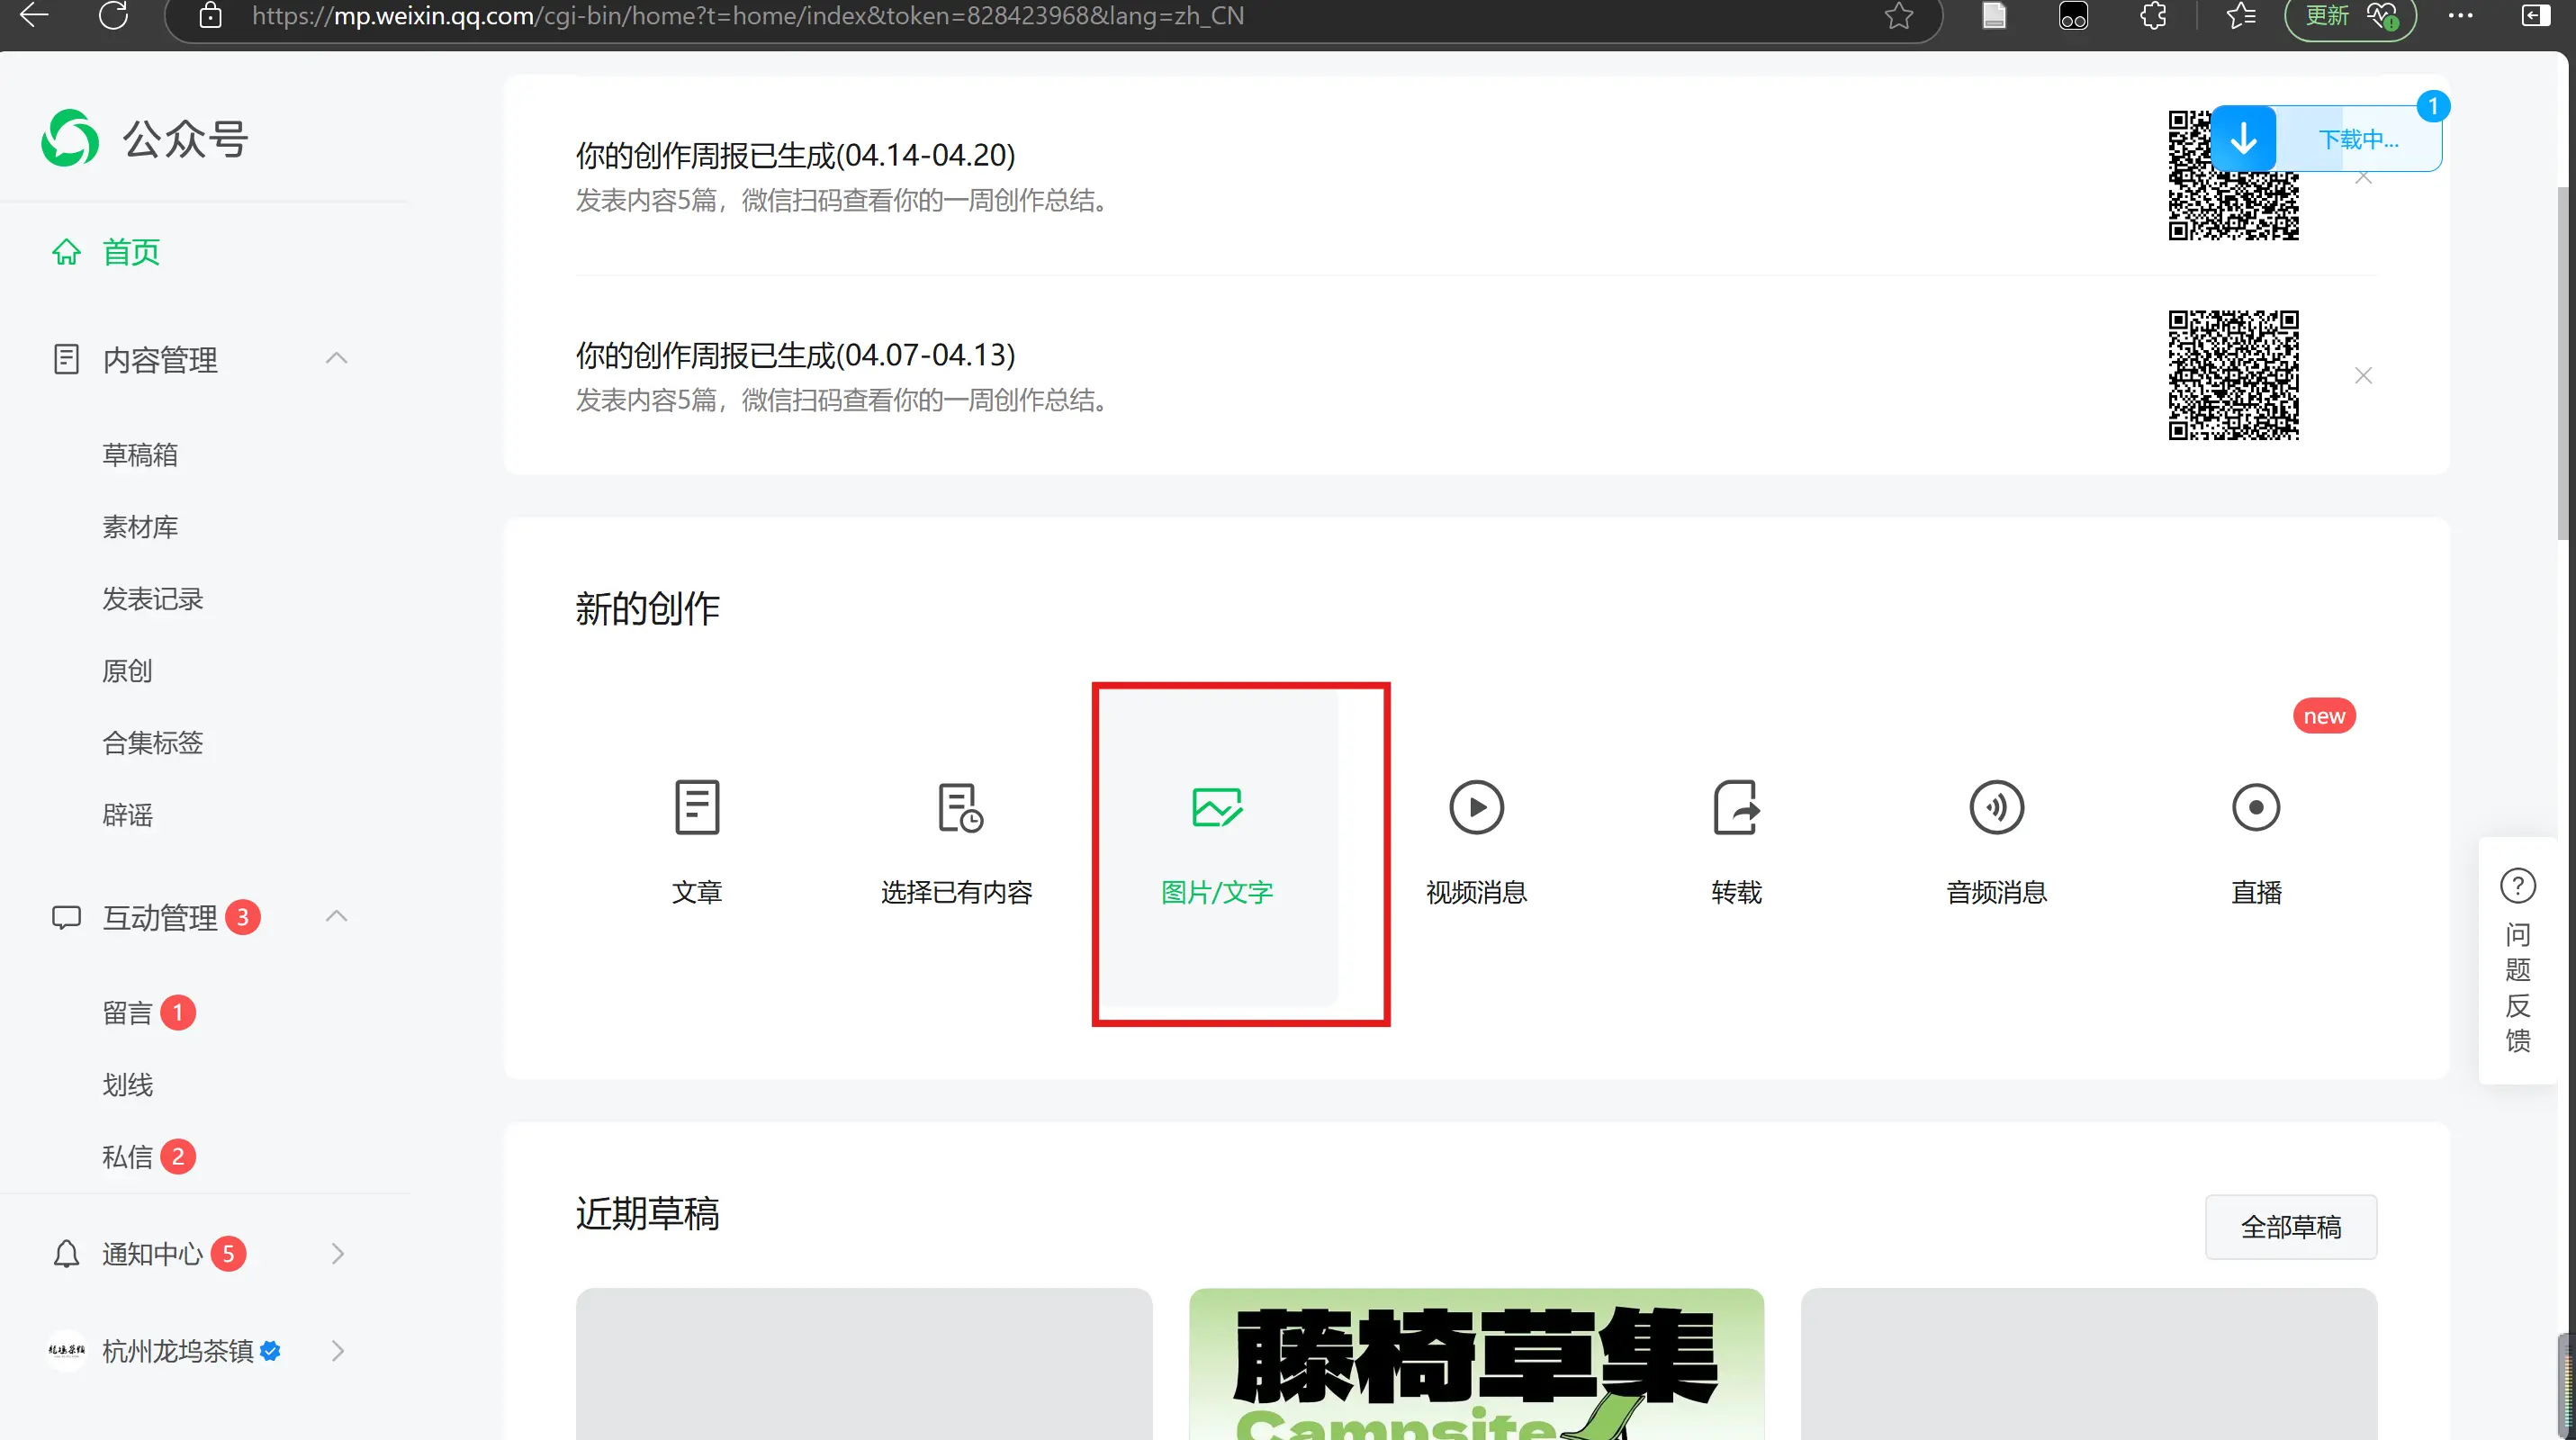 https://mp.weixin.qq.com/cgi-bin/home?t=home/index&token=828423968&lang=zh_CN
更新
公众号
首页
内容管理
草稿箱
素材库
发表记录
原创
合集标签
辟谣
互动管理 3
留言 1
划线
私信 2
通知中心 5
杭州龙坞茶镇
你的创作周报已生成(04.14-04.20)
发表内容5篇，微信扫码查看你的一周创作总结。
1
下载中...
你的创作周报已生成(04.07-04.13)
发表内容5篇，微信扫码查看你的一周创作总结。
新的创作
new
文章
选择已有内容
图片/文字
视频消息
转载
音频消息
直播
近期草稿
全部草稿
藤椅草集
Campsite
问
题
反
馈